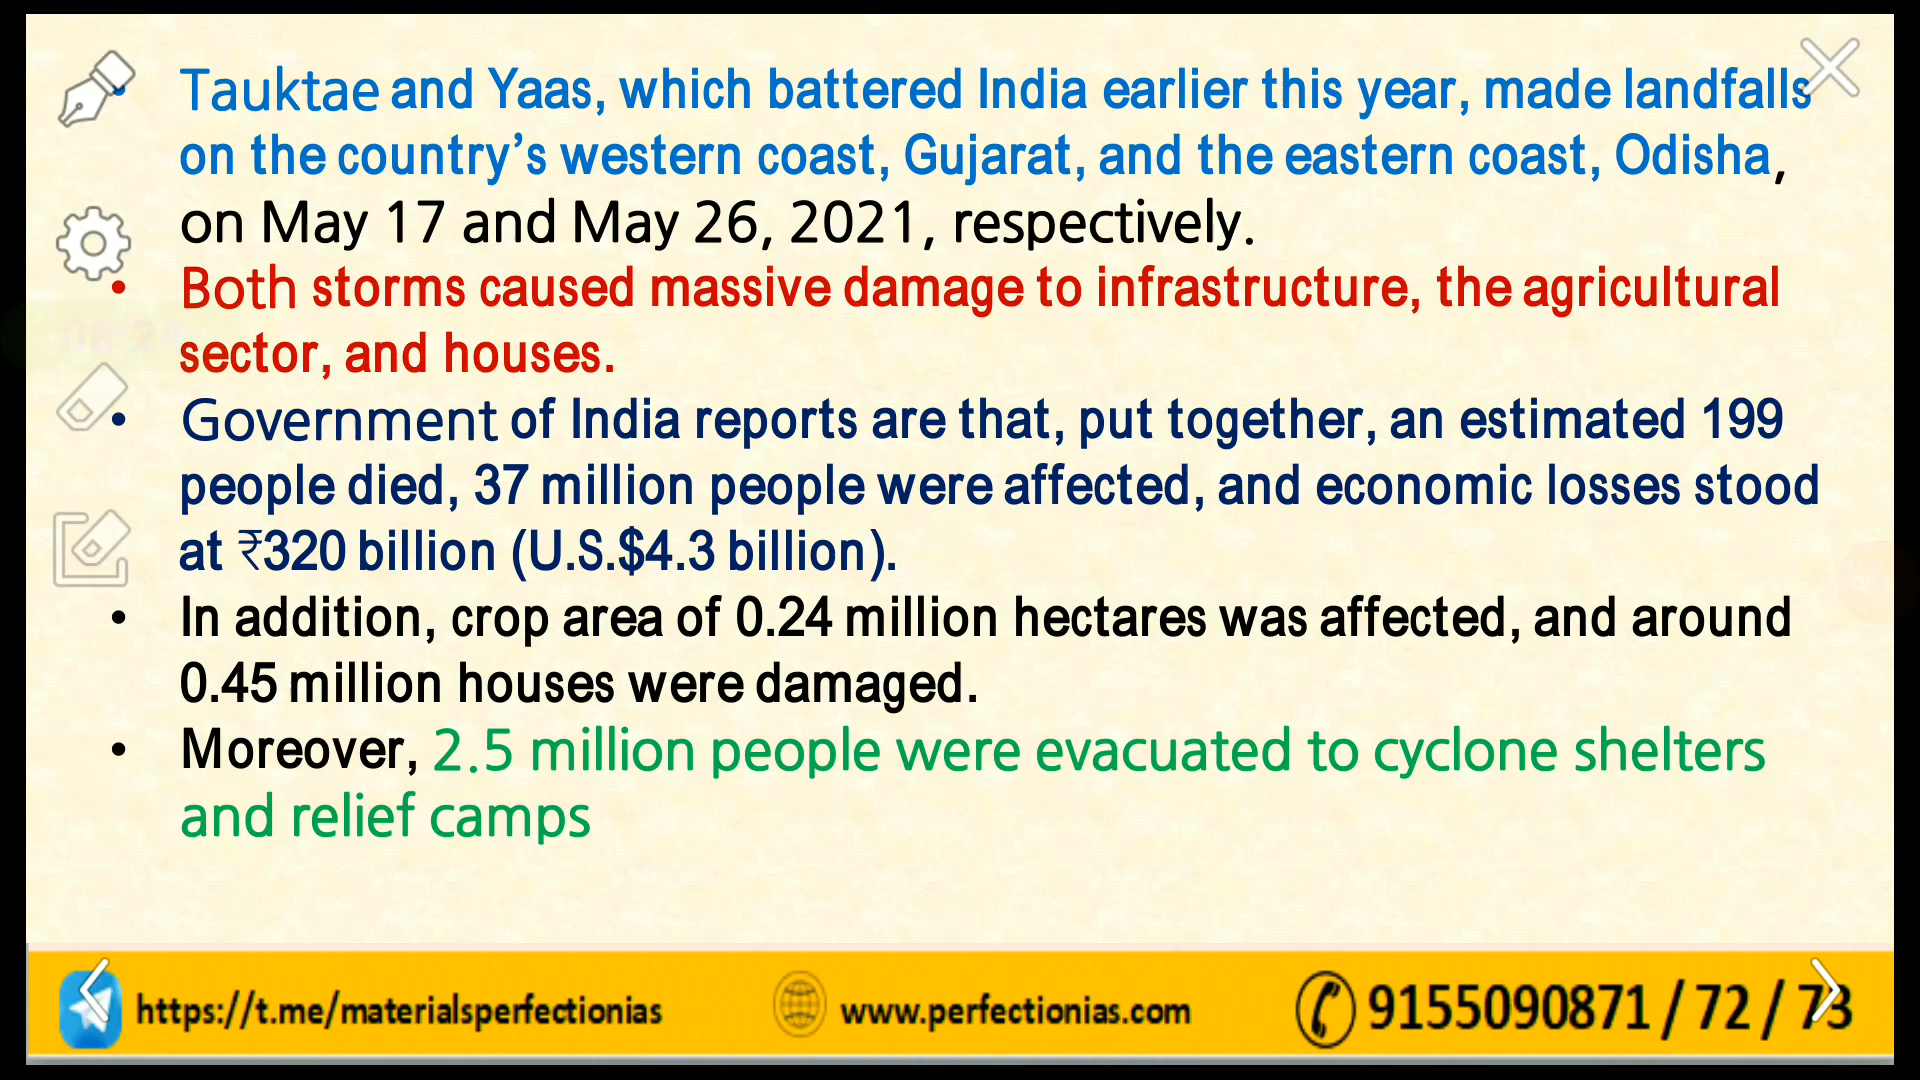 • Tauktae and Yaas, which battered India earlier this year, made landfalls
on the country’s western coast, Gujarat, and the eastern coast, Odisha,
on May 17 and May 26, 2021, respectively.
• Both storms caused massive damage to infrastructure, the agricultural
sector, and houses.
• Government of India reports are that, put together, an estimated 199
people died, 37 million people were affected, and economic losses stood
at ₹320 billion (U.S.$4.3 billion).
• In addition, crop area of 0.24 million hectares was affected, and around
0.45 million houses were damaged.
• Moreover, 2.5 million people were evacuated to cyclone shelters
and relief camps
https://t.me/materialsperfectionias www.perfectionias.com 9155090871 / 72 / 73